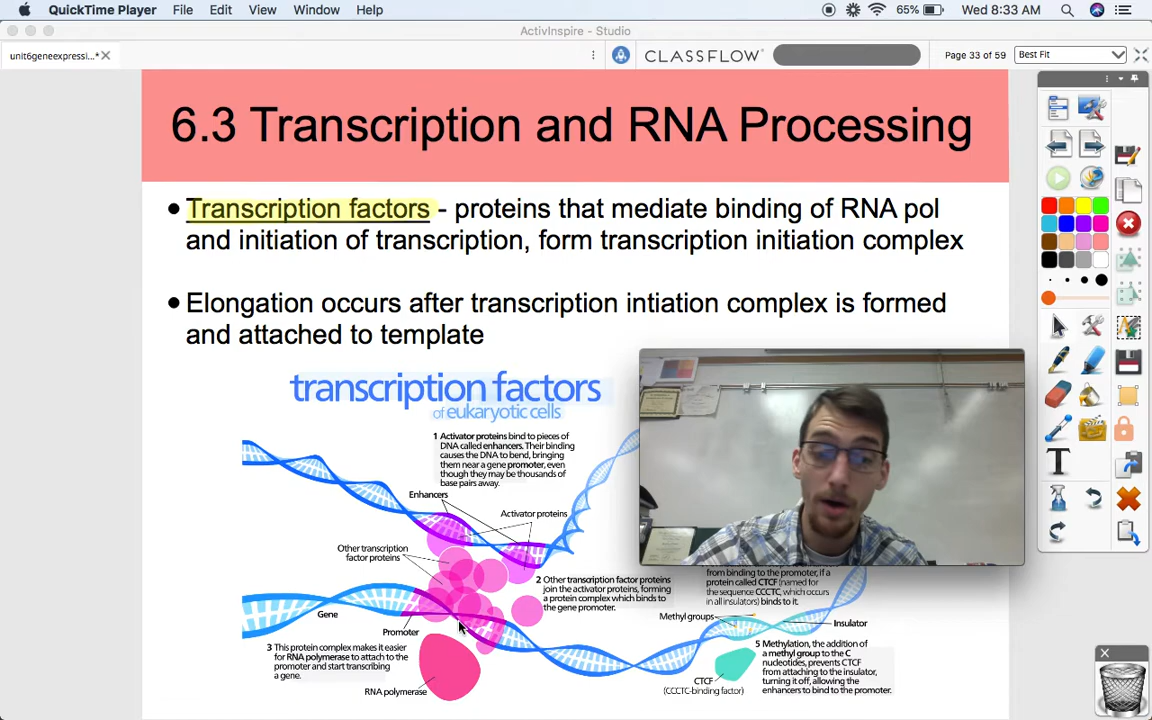 QuickTime Player File Edit View Window Help
65% Wed 8:33 AM
ActivInspire - Studio
unit6geneexpressi...*
CLASSFLOW
Page 33 of 59
Best Fit
6.3 Transcription and RNA Processing
• Transcription factors - proteins that mediate binding of RNA pol
and initiation of transcription, form transcription initiation complex
• Elongation occurs after transcription intiation complex is formed
and attached to template
transcription factors
of eukaryotic cells
1 Activator proteins bind to pieces of
DNA called enhancers. Their binding
causes the DNA to bend, bringing
them near a gene promoter, even
though they may be thousands of
base pairs away.
Enhancers
Activator proteins
Other transcription
factor proteins
2 Other transcription factor proteins
join the activator proteins, forming
a protein complex which binds to
the gene promoter.
from binding to the promoter, if a
protein called CTCF (named for
the sequence CCCTC, which occurs
in all insulators) binds to it.
Gene
Promoter
Methyl groups
Insulator
3 This protein complex makes it easier
for RNA polymerase to attach to the
promoter and start transcribing
a gene.
RNA polymerase
5 Methylation, the addition of
a methyl group to the C
nucleotides, prevents CTCF
from attaching to the insulator,
turning it off, allowing the
enhancers to bind to the promoter.
CTCF
(CCCTC-binding factor)
T